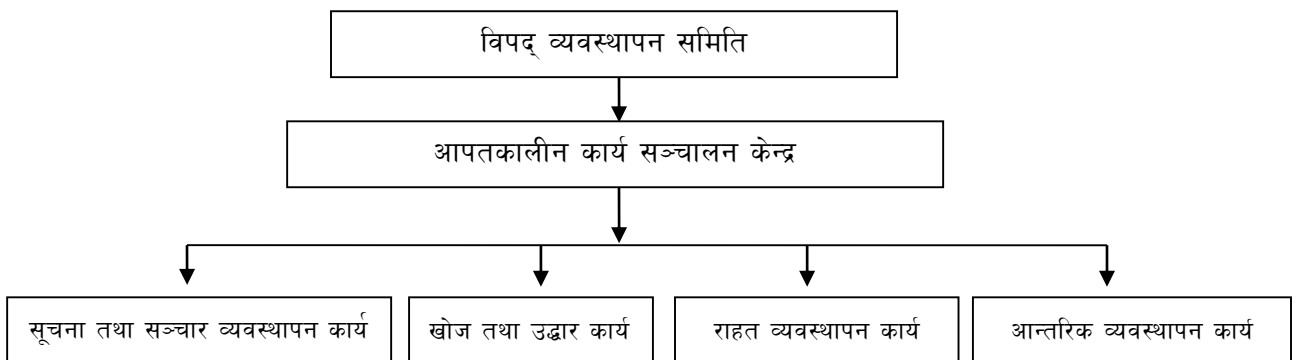 विपद् व्यवस्थापन समिति
आपतकालीन कार्य सञ्चालन केन्द्र
सूचना तथा सञ्चार व्यवस्थापन कार्य
खोज तथा उद्धार कार्य
राहत व्यवस्थापन कार्य
आन्तरिक व्यवस्थापन कार्य